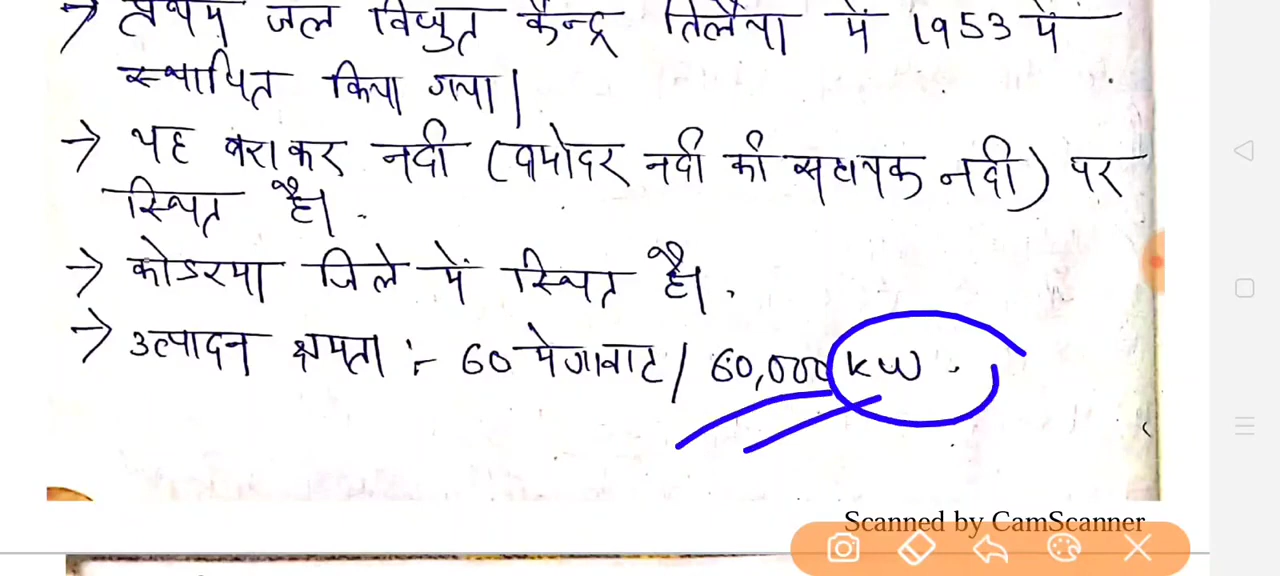 → प्रथम जल विद्युत केन्द्र तिलैया में 1953 में
स्थापित किया गया।
→ यह बराकर नदी (दामोदर नदी की सहायक नदी) पर
स्थित है।
→ कोडरमा जिले में स्थित है।
→ उत्पादन क्षमता :- 60 मेगावाट / 60,000 KW.
Scanned by CamScanner